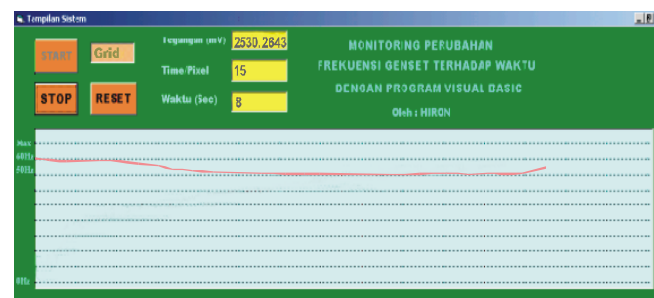 Tampilan Sistem
START
Grid
Tegangan (mV)
2530.2643
Time/Pixel
15
STOP
RESET
Waktu (Sec)
8
MONITORING PERUBAHAN
FREKUENSI GENSET TERHADAP WAKTU
DENGAN PROGRAM VISUAL BASIC
Oleh : HIRON
Max
60Hz
50Hz
0Hz